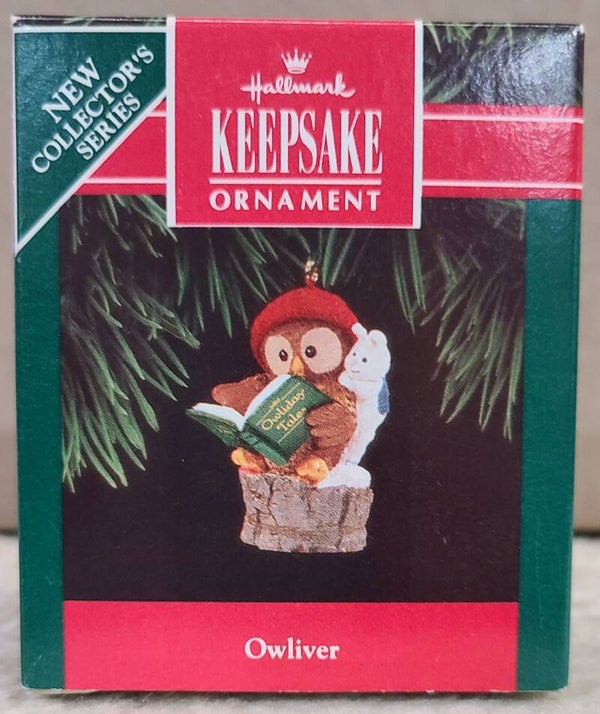 NEW
COLLECTOR'S
SERIES
Hallmark
KEEPSAKE
ORNAMENT
Owliday
Tales
Owliver